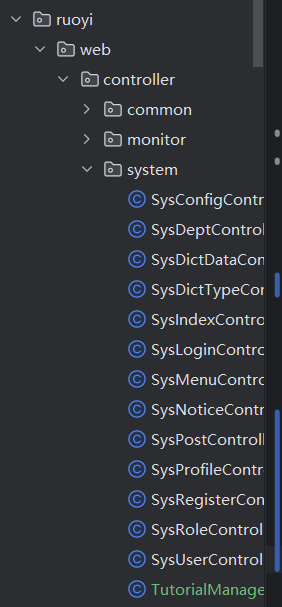 ruoyi
web
controller
common
monitor
system
SysConfigContr
SysDeptControl
SysDictDataCon
SysDictTypeCon
SysIndexContro
SysLoginContro
SysMenuContro
SysNoticeContr
SysPostControll
SysProfileContr
SysRegisterCon
SysRoleControl
SysUserControl
TutorialManage